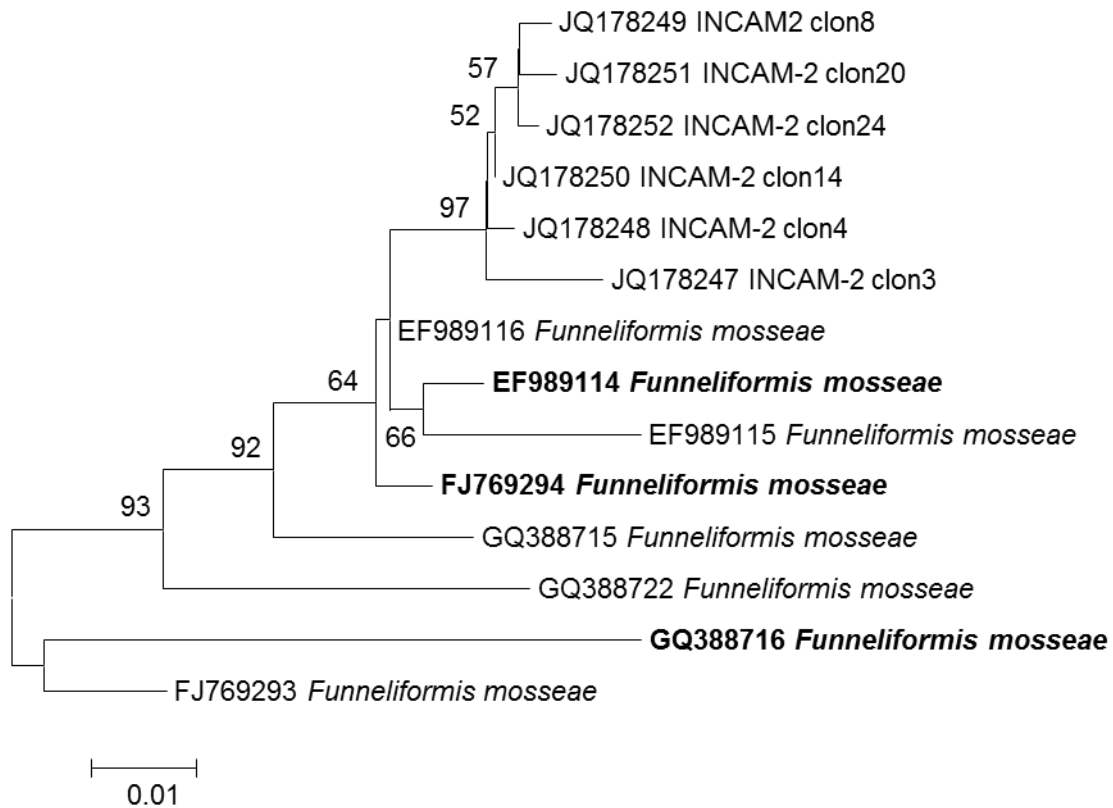 JQ178249 INCAM2 clon8
57
JQ178251 INCAM-2 clon20
52
JQ178252 INCAM-2 clon24
JQ178250 INCAM-2 clon14
97
JQ178248 INCAM-2 clon4
JQ178247 INCAM-2 clon3
EF989116 Funneliformis mosseae
64
EF989114 Funneliformis mosseae
66
EF989115 Funneliformis mosseae
92
FJ769294 Funneliformis mosseae
93
GQ388715 Funneliformis mosseae
GQ388722 Funneliformis mosseae
GQ388716 Funneliformis mosseae
FJ769293 Funneliformis mosseae
0.01